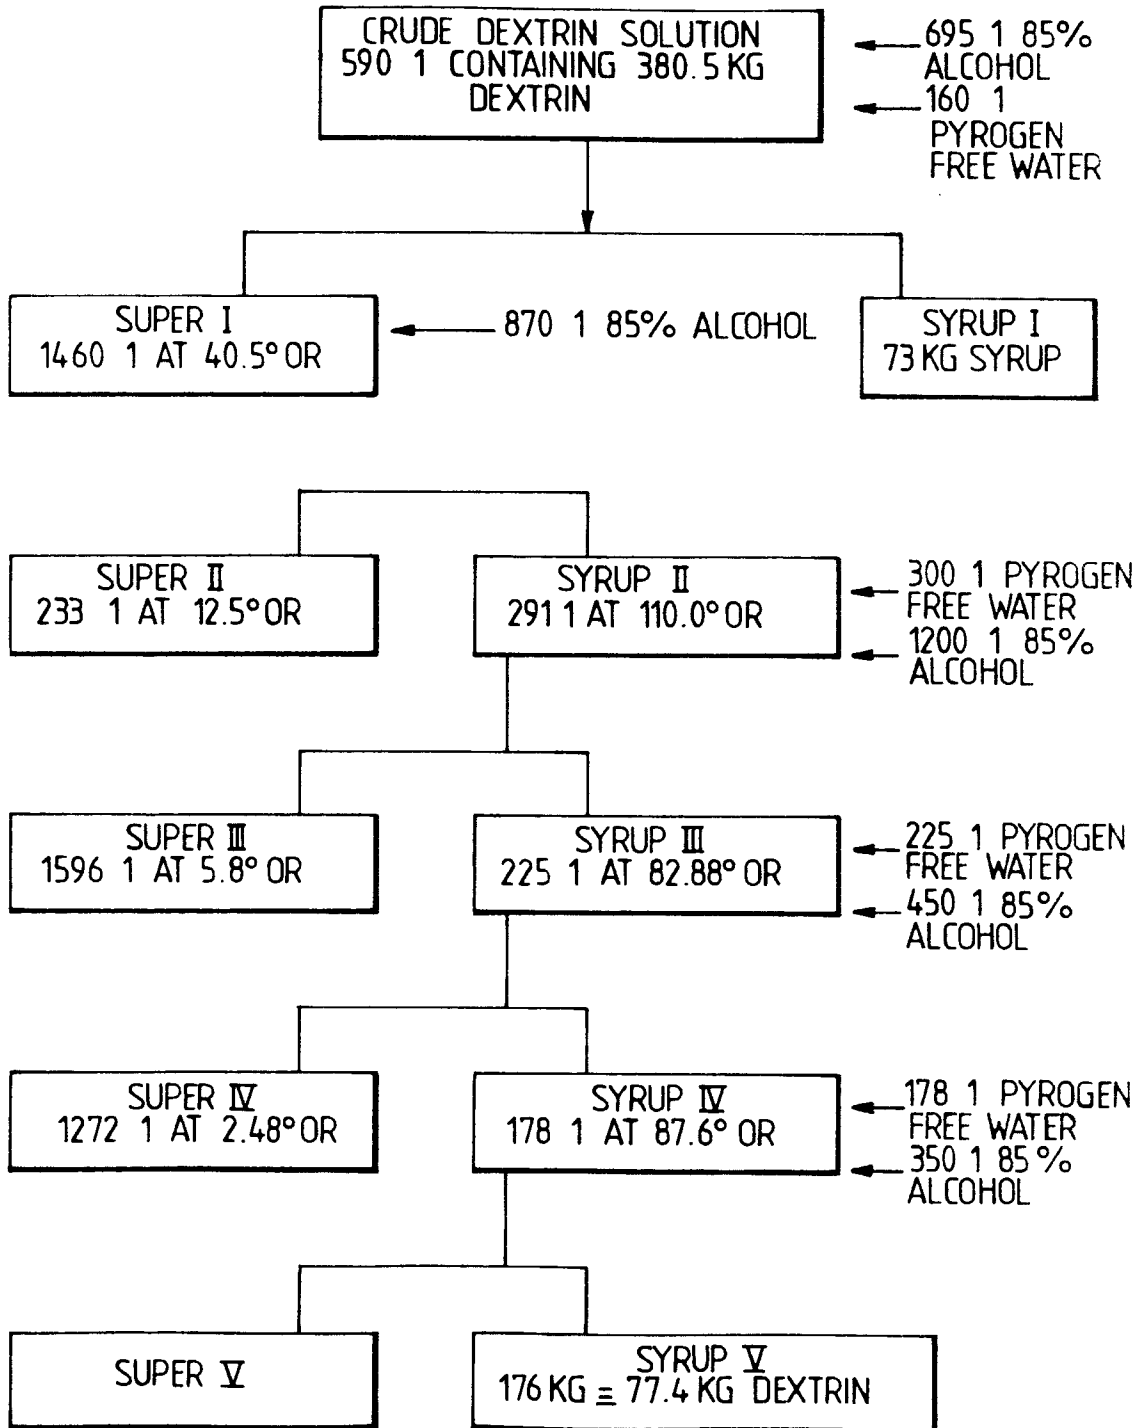 CRUDE DEXTRIN SOLUTION
590 1 CONTAINING 380.5 KG
DEXTRIN
695 1 85%
ALCOHOL
160 1
PYROGEN
FREE WATER
SUPER I
1460 1 AT 40.5° OR
870 1 85% ALCOHOL
SYRUP I
73 KG SYRUP
SUPER II
233 1 AT 12.5° OR
SYRUP II
291 1 AT 110.0° OR
300 1 PYROGEN
FREE WATER
1200 1 85%
ALCOHOL
SUPER III
1596 1 AT 5.8° OR
SYRUP III
225 1 AT 82.88° OR
225 1 PYROGEN
FREE WATER
450 1 85%
ALCOHOL
SUPER IV
1272 1 AT 2.48° OR
SYRUP IV
178 1 AT 87.6° OR
178 1 PYROGEN
FREE WATER
350 1 85%
ALCOHOL
SUPER V
SYRUP V
176 KG ≡ 77.4 KG DEXTRIN